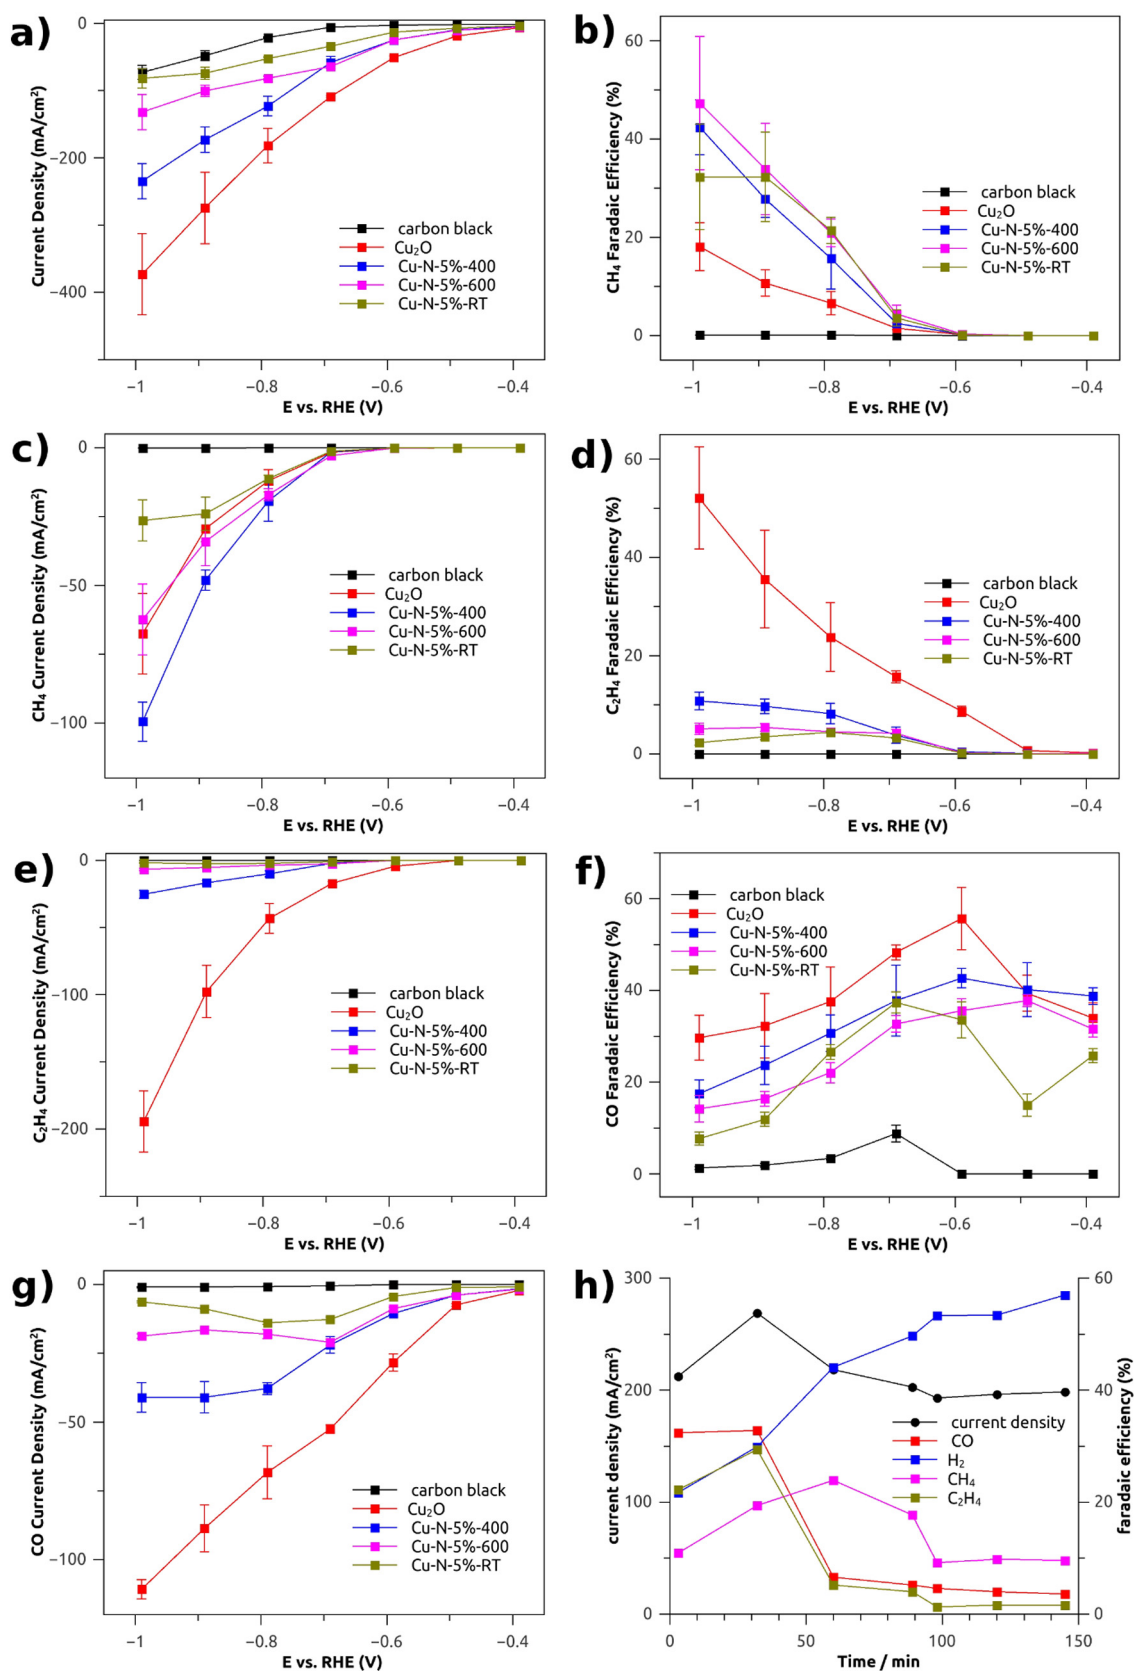 a)
0
−200
−400
Current Density (mA/cm²)
carbon black
Cu₂O
Cu-N-5%-400
Cu-N-5%-600
Cu-N-5%-RT
−1
−0.8
−0.6
−0.4
E vs. RHE (V)
b)
60
40
20
0
CH₄ Faradaic Efficiency (%)
carbon black
Cu₂O
Cu-N-5%-400
Cu-N-5%-600
Cu-N-5%-RT
−1
−0.8
−0.6
−0.4
E vs. RHE (V)
c)
0
−50
−100
CH₄ Current Density (mA/cm²)
carbon black
Cu₂O
Cu-N-5%-400
Cu-N-5%-600
Cu-N-5%-RT
−1
−0.8
−0.6
−0.4
E vs. RHE (V)
d)
60
40
20
0
C₂H₄ Faradaic Efficiency (%)
carbon black
Cu₂O
Cu-N-5%-400
Cu-N-5%-600
Cu-N-5%-RT
−1
−0.8
−0.6
−0.4
E vs. RHE (V)
e)
0
−100
−200
C₂H₄ Current Density (mA/cm²)
carbon black
Cu₂O
Cu-N-5%-400
Cu-N-5%-600
Cu-N-5%-RT
−1
−0.8
−0.6
−0.4
E vs. RHE (V)
f)
60
40
20
0
CO Faradaic Efficiency (%)
carbon black
Cu₂O
Cu-N-5%-400
Cu-N-5%-600
Cu-N-5%-RT
−1
−0.8
−0.6
−0.4
E vs. RHE (V)
g)
0
−50
−100
CO Current Density (mA/cm²)
carbon black
Cu₂O
Cu-N-5%-400
Cu-N-5%-600
Cu-N-5%-RT
−1
−0.8
−0.6
−0.4
E vs. RHE (V)
h)
300
200
100
0
current density (mA/cm²)
current density
CO
H₂
CH₄
C₂H₄
60
40
20
0
faradaic efficiency (%)
0
50
100
150
Time / min